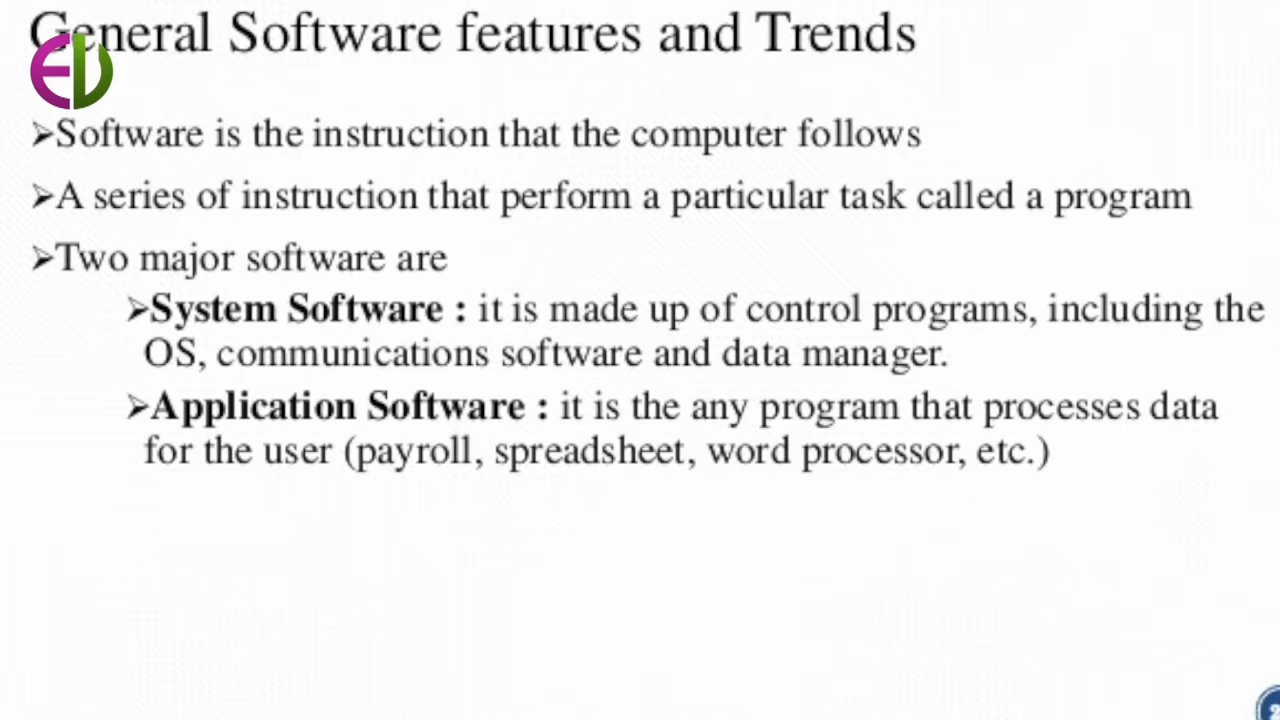 General Software features and Trends
➢Software is the instruction that the computer follows
➢A series of instruction that perform a particular task called a program
➢Two major software are
➢System Software : it is made up of control programs, including the
OS, communications software and data manager.
➢Application Software : it is the any program that processes data
for the user (payroll, spreadsheet, word processor, etc.)